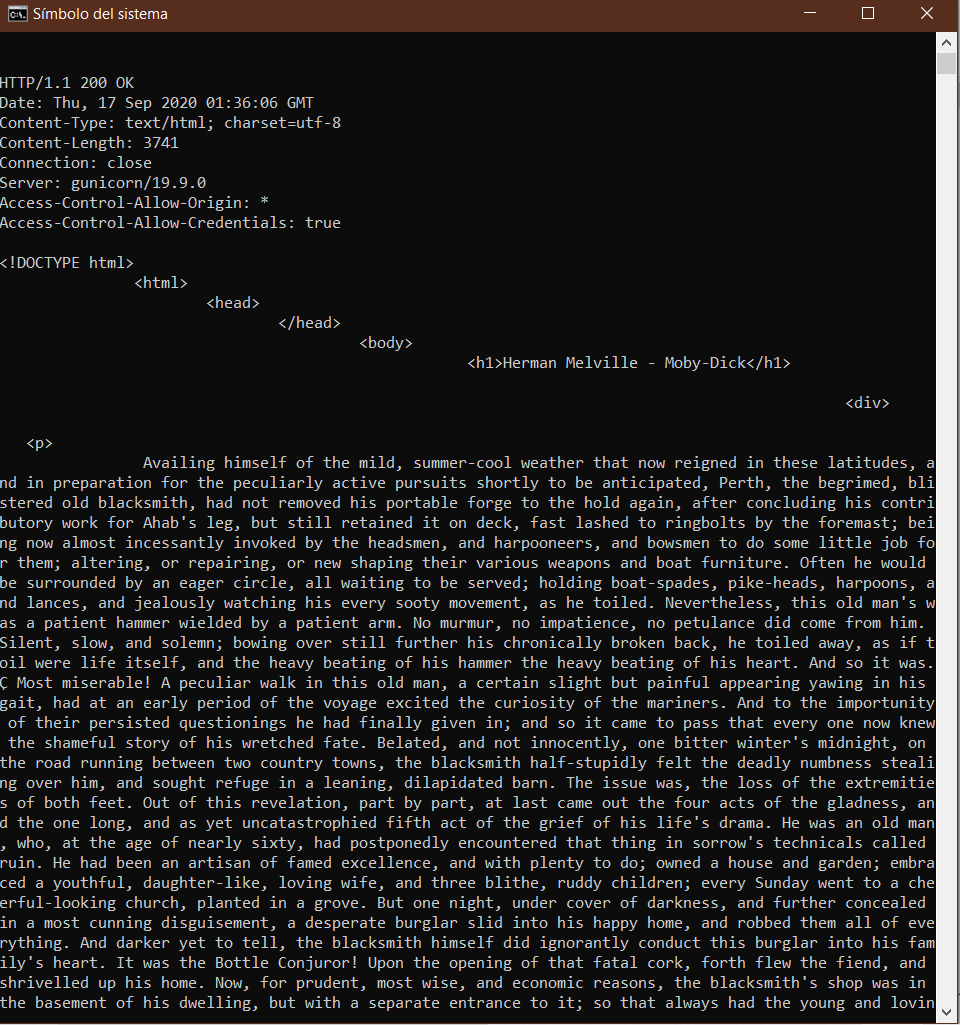 Símbolo del sistema
HTTP/1.1 200 OK
Date: Thu, 17 Sep 2020 01:36:06 GMT
Content-Type: text/html; charset=utf-8
Content-Length: 3741
Connection: close
Server: gunicorn/19.9.0
Access-Control-Allow-Origin: *
Access-Control-Allow-Credentials: true
<!DOCTYPE html>
<html>
<head>
</head>
<body>
<h1>Herman Melville - Moby-Dick</h1>
<div>
<p>
Availing himself of the mild, summer-cool weather that now reigned in these latitudes, a
nd in preparation for the peculiarly active pursuits shortly to be anticipated, Perth, the begrimed, bli
stered old blacksmith, had not removed his portable forge to the hold again, after concluding his contri
butory work for Ahab's leg, but still retained it on deck, fast lashed to ringbolts by the foremast; bei
ng now almost incessantly invoked by the headsmen, and harpooneers, and bowsmen to do some little job fo
r them; altering, or repairing, or new shaping their various weapons and boat furniture. Often he would
be surrounded by an eager circle, all waiting to be served; holding boat-spades, pike-heads, harpoons, a
nd lances, and jealously watching his every sooty movement, as he toiled. Nevertheless, this old man's w
as a patient hammer wielded by a patient arm. No murmur, no impatience, no petulance did come from him.
Silent, slow, and solemn; bowing over still further his chronically broken back, he toiled away, as if t
oil were life itself, and the heavy beating of his hammer the heavy beating of his heart. And so it was.
Ç Most miserable! A peculiar walk in this old man, a certain slight but painful appearing yawing in his
gait, had at an early period of the voyage excited the curiosity of the mariners. And to the importunity
of their persisted questionings he had finally given in; and so it came to pass that every one now knew
the shameful story of his wretched fate. Belated, and not innocently, one bitter winter's midnight, on
the road running between two country towns, the blacksmith half-stupidly felt the deadly numbness steali
ng over him, and sought refuge in a leaning, dilapidated barn. The issue was, the loss of the extremitie
s of both feet. Out of this revelation, part by part, at last came out the four acts of the gladness, an
d the one long, and as yet uncatastrophied fifth act of the grief of his life's drama. He was an old man
, who, at the age of nearly sixty, had postponedly encountered that thing in sorrow's technicals called
ruin. He had been an artisan of famed excellence, and with plenty to do; owned a house and garden; embra
ced a youthful, daughter-like, loving wife, and three blithe, ruddy children; every Sunday went to a che
erful-looking church, planted in a grove. But one night, under cover of darkness, and further concealed
in a most cunning disguisement, a desperate burglar slid into his happy home, and robbed them all of eve
rything. And darker yet to tell, the blacksmith himself did ignorantly conduct this burglar into his fam
ily's heart. It was the Bottle Conjuror! Upon the opening of that fatal cork, forth flew the fiend, and
shrivelled up his home. Now, for prudent, most wise, and economic reasons, the blacksmith's shop was in
the basement of his dwelling, but with a separate entrance to it; so that always had the young and lovin